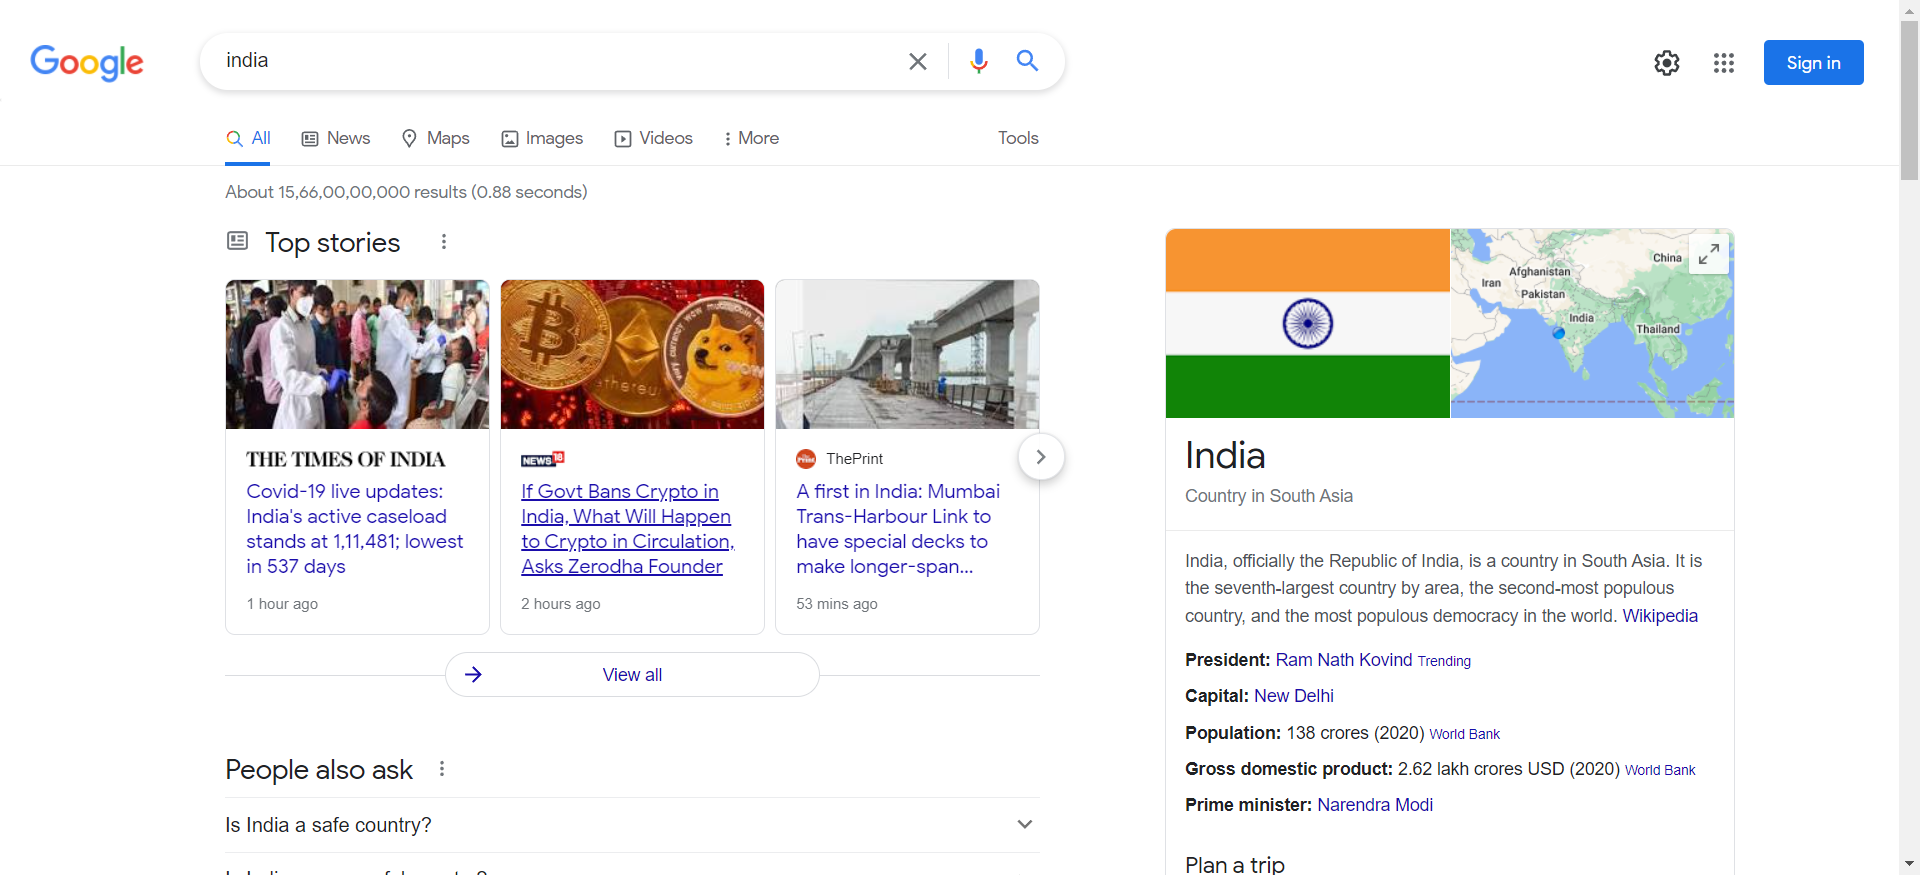 Google
india
Sign in
All
News
Maps
Images
Videos
More
Tools
About 15,66,00,00,000 results (0.88 seconds)
Top stories
THE TIMES OF INDIA
Covid-19 live updates:
India's active caseload
stands at 1,11,481; lowest
in 537 days
1 hour ago
NEWS18
If Govt Bans Crypto in
India, What Will Happen
to Crypto in Circulation,
Asks Zerodha Founder
2 hours ago
ThePrint
A first in India: Mumbai
Trans-Harbour Link to
have special decks to
make longer-span...
53 mins ago
View all
People also ask
Is India a safe country?
China
Afghanistan
Iran
Pakistan
India
Thailand
India
Country in South Asia
India, officially the Republic of India, is a country in South Asia. It is
the seventh-largest country by area, the second-most populous
country, and the most populous democracy in the world. Wikipedia
President: Ram Nath Kovind Trending
Capital: New Delhi
Population: 138 crores (2020) World Bank
Gross domestic product: 2.62 lakh crores USD (2020) World Bank
Prime minister: Narendra Modi
Plan a trip